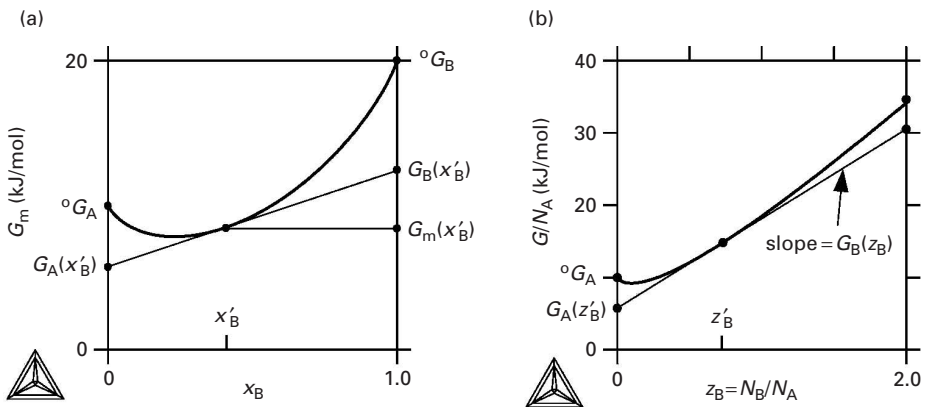 (a)
20
°G_B
G_m (kJ/mol)
°G_A
G_B(x′_B)
G_m(x′_B)
G_A(x′_B)
x′_B
0
0
1.0
x_B
(b)
40
30
20
G/N_A (kJ/mol)
slope = G_B(z_B)
°G_A
G_A(z′_B)
z′_B
0
0
2.0
z_B = N_B/N_A